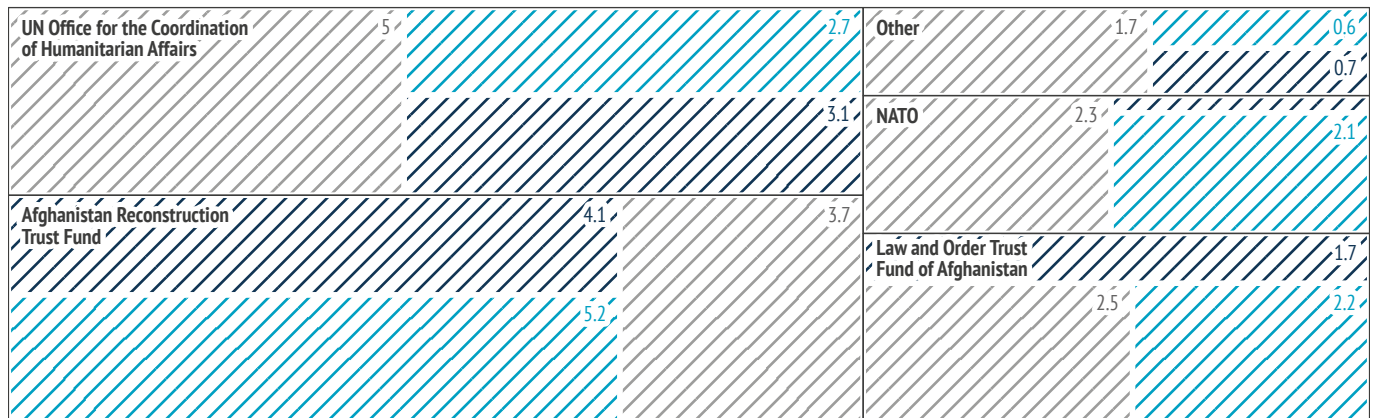 UN Office for the Coordination
of Humanitarian Affairs
5
2.7
3.1
Afghanistan Reconstruction
Trust Fund
4.1
3.7
5.2
Other
1.7
0.6
0.7
NATO
2.3
2.1
Law and Order Trust
Fund of Afghanistan
1.7
2.5
2.2